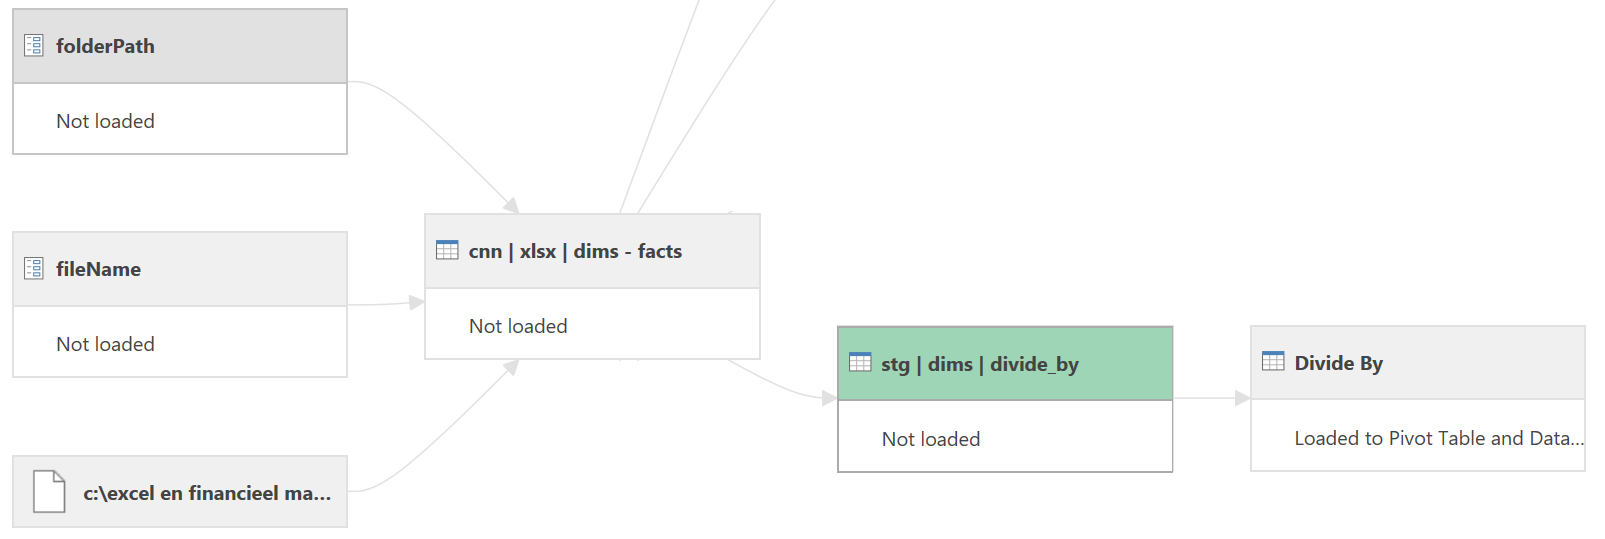 folderPath
Not loaded
fileName
Not loaded
c:\excel en financieel ma...
cnn | xlsx | dims - facts
Not loaded
stg | dims | divide_by
Not loaded
Divide By
Loaded to Pivot Table and Data...